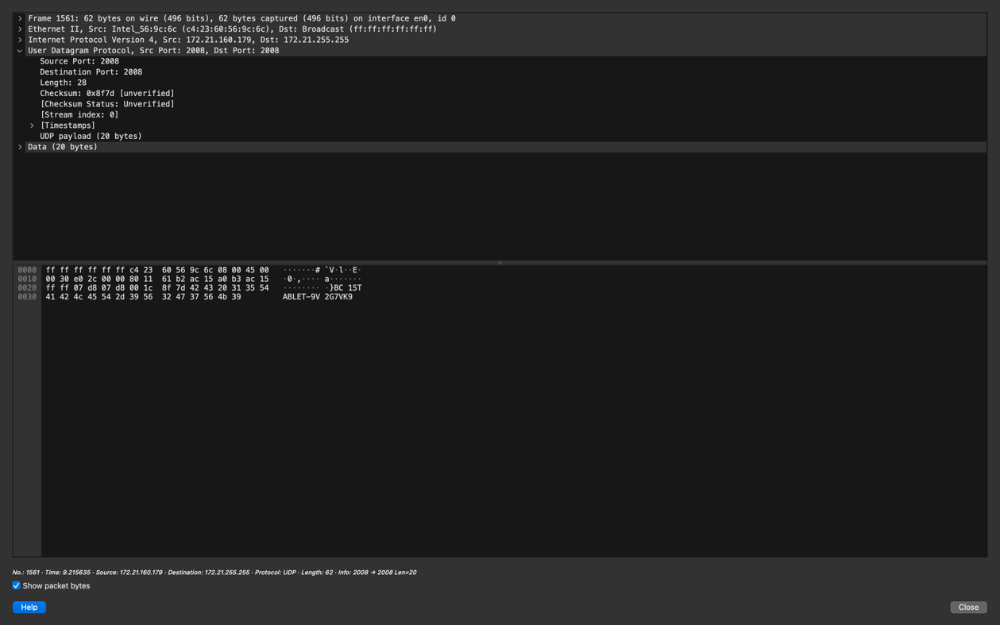 Frame 1561: 62 bytes on wire (496 bits), 62 bytes captured (496 bits) on interface en0, id 0
Ethernet II, Src: Intel_56:9c:6c (c4:23:60:56:9c:6c), Dst: Broadcast (ff:ff:ff:ff:ff:ff)
Internet Protocol Version 4, Src: 172.21.160.179, Dst: 172.21.255.255
User Datagram Protocol, Src Port: 2008, Dst Port: 2008
Source Port: 2008
Destination Port: 2008
Length: 28
Checksum: 0x8f7d [unverified]
[Checksum Status: Unverified]
[Stream index: 0]
[Timestamps]
UDP payload (20 bytes)
Data (20 bytes)
0000 ff ff ff ff ff ff c4 23 60 56 9c 6c 08 00 45 00 ·······# `V·l··E·
0010 00 30 e0 2c 00 00 80 11 61 b2 ac 15 a0 b3 ac 15 ·0·,···· a·······
0020 ff ff 07 d8 07 d8 00 1c 8f 7d 42 43 20 31 35 54 ········ ·}BC 15T
0030 41 42 4c 45 54 2d 39 56 32 47 37 56 4b 39 ABLET-9V 2G7VK9
No.: 1561 · Time: 9.215635 · Source: 172.21.160.179 · Destination: 172.21.255.255 · Protocol: UDP · Length: 62 · Info: 2008 → 2008 Len=20
Show packet bytes
Help
Close